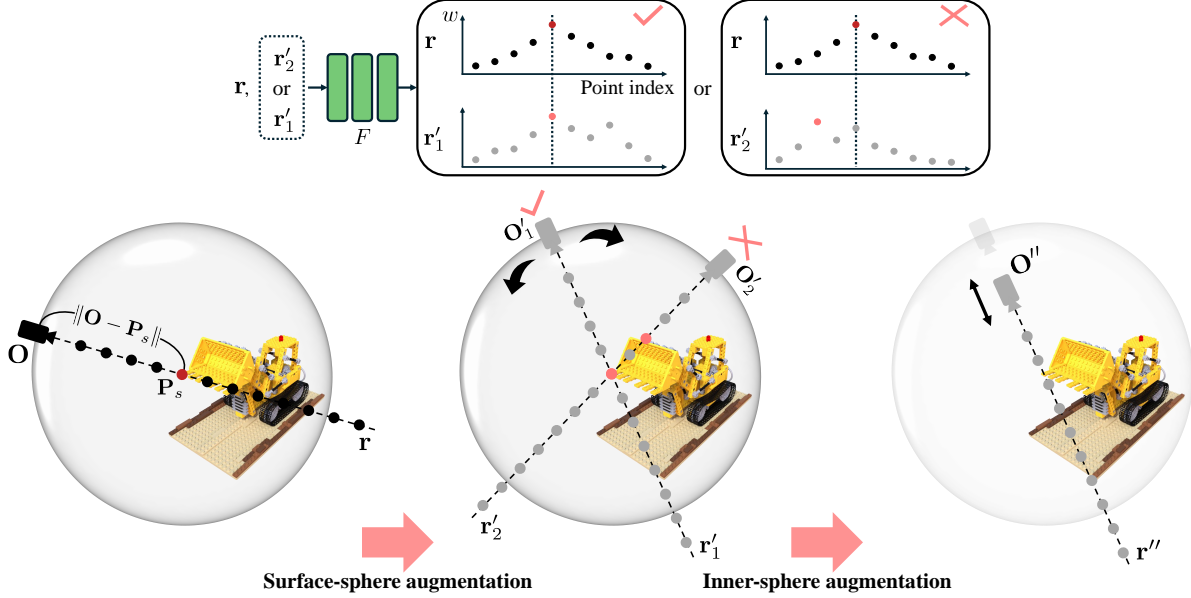 w
r
Point index
r′₁
r
r′₂
or
r,
r′₂
or
r′₁
F
O
‖O − Pₛ‖
Pₛ
r
O′₁
O′₂
r′₂
r′₁
O′′
r′′
Surface-sphere augmentation
Inner-sphere augmentation